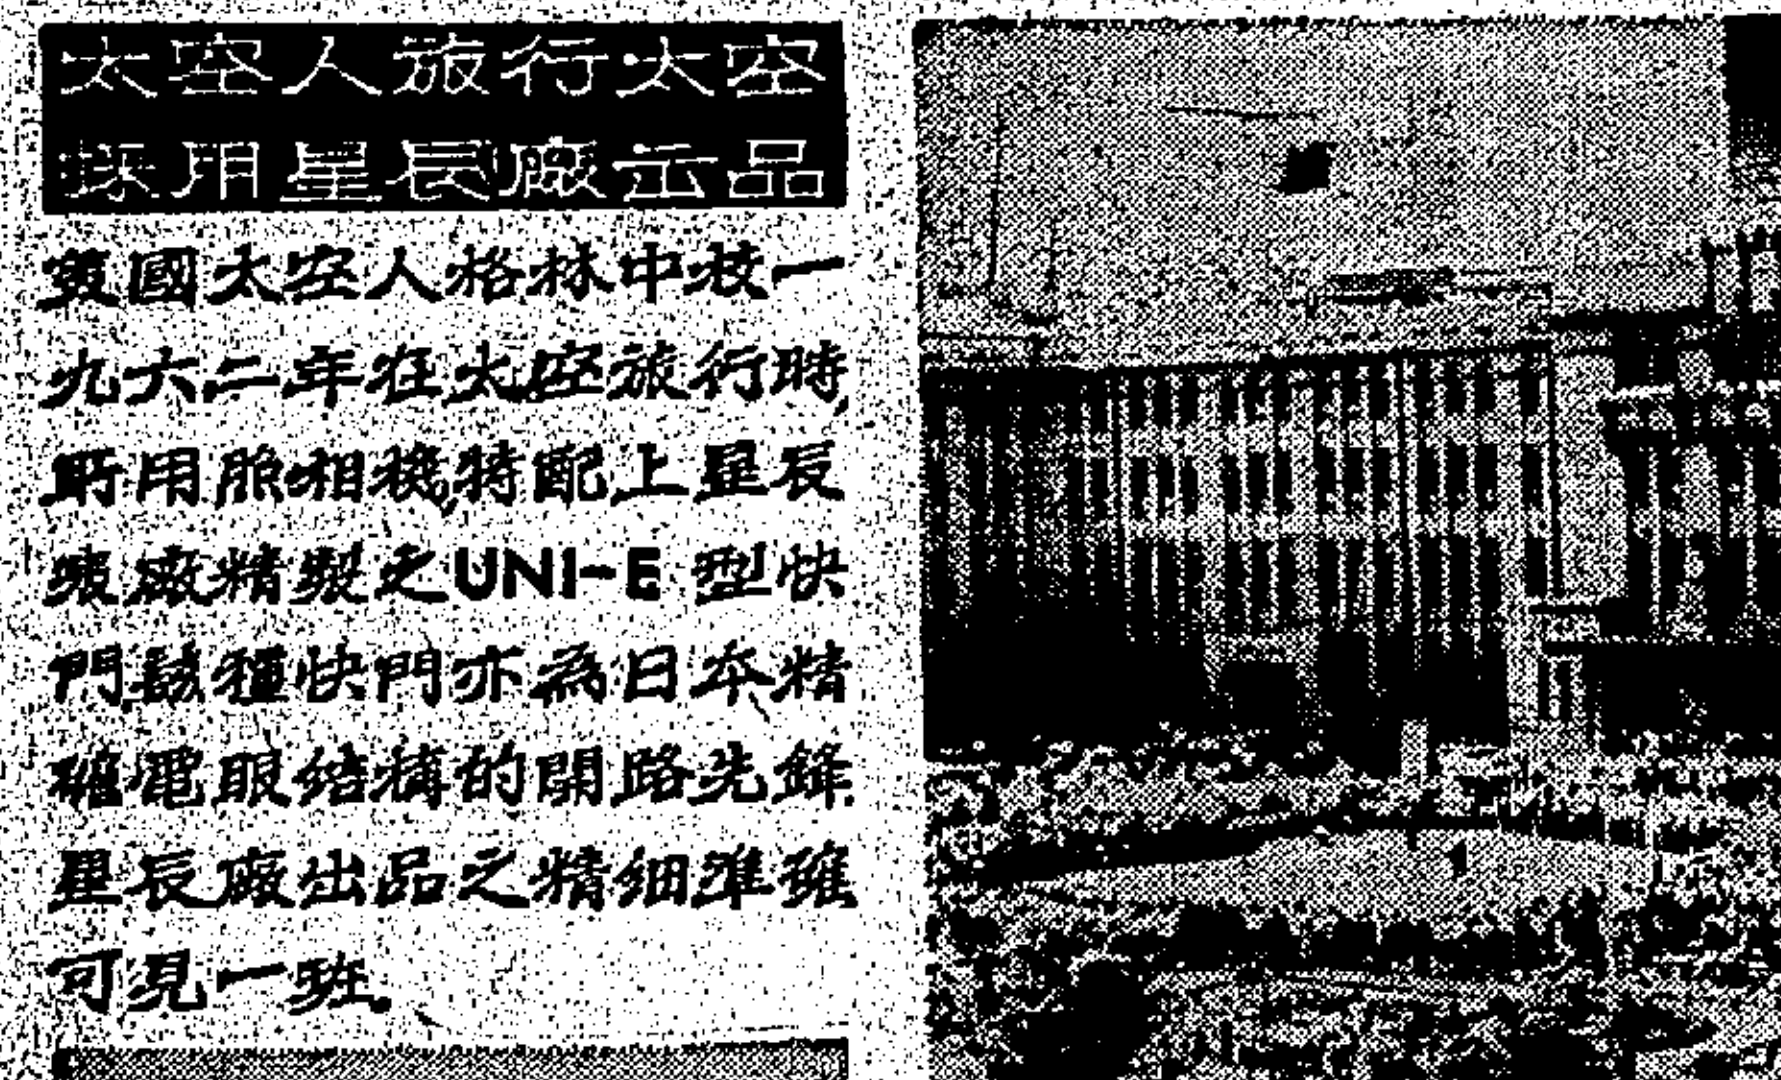 太空人旅行太空
採用星辰廠出品
美國太空人格林中校一
九六二年在太空旅行時,
所用照相機,特配上星辰
錶廠精製之UNI-E 型快
門,該種快門亦為日本精
確電眼結構的開路先鋒.
星辰廠出品之精細準確
可見一班.